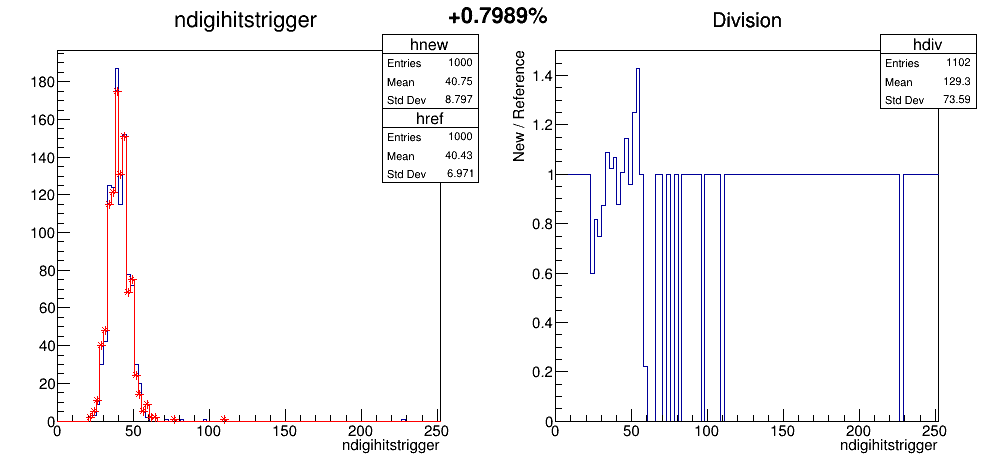 +0.7989%
ndigihitstrigger
hnew
Entries 1000
Mean 40.75
Std Dev 8.797
href
Entries 1000
Mean 40.43
Std Dev 6.971
180
160
140
120
100
80
60
40
20
0
0 50 100 150 200 250
ndigihitstrigger
Division
hdiv
Entries 1102
Mean 129.3
Std Dev 73.59
New / Reference
1.4
1.2
1
0.8
0.6
0.4
0.2
0
0 50 100 150 200 250
ndigihitstrigger